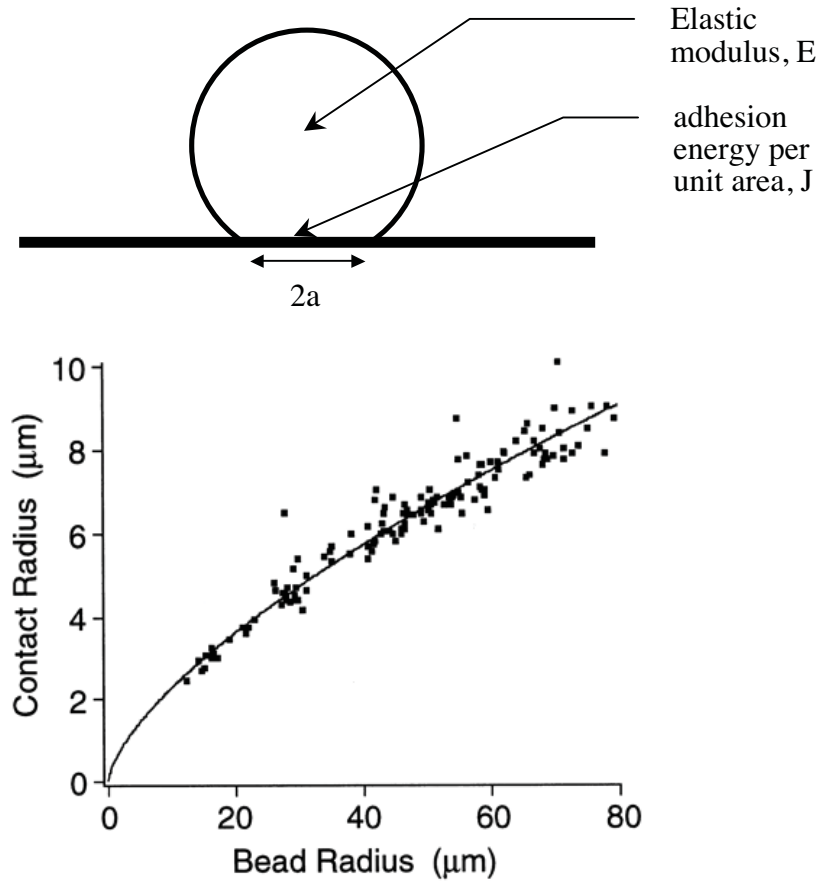 Elastic
modulus, E
adhesion
energy per
unit area, J
2a
10
8
6
4
2
0
Contact Radius (μm)
0 20 40 60 80
Bead Radius (μm)